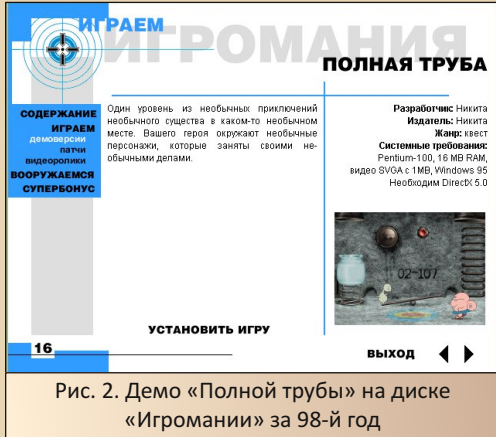 ИГРАЕМ
ИГРОМАНИЯ
ПОЛНАЯ ТРУБА
СОДЕРЖАНИЕ
ИГРАЕМ
демоверсии
патчи
видеоролики
ВООРУЖАЕМСЯ
СУПЕРБОНУС
Один уровень из необычных приключений
необычного существа в каком-то необычном
месте. Вашего героя окружают необычные
персонажи, которые заняты своими не-
обычными делами.
Разработчик: Никита
Издатель: Никита
Жанр: квест
Системные требования:
Pentium-100, 16 MB RAM,
видео SVGA с 1MB, Windows 95
Необходим DirectX 5.0
02-107
УСТАНОВИТЬ ИГРУ
16
ВЫХОД
Рис. 2. Демо «Полной трубы» на диске
«Игромании» за 98-й год